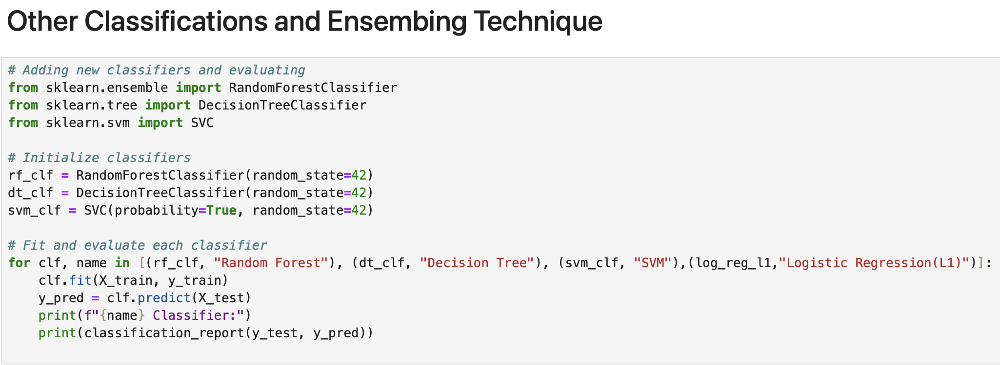 Other Classifications and Ensembing Technique
# Adding new classifiers and evaluating
from sklearn.ensemble import RandomForestClassifier
from sklearn.tree import DecisionTreeClassifier
from sklearn.svm import SVC
# Initialize classifiers
rf_clf = RandomForestClassifier(random_state=42)
dt_clf = DecisionTreeClassifier(random_state=42)
svm_clf = SVC(probability=True, random_state=42)
# Fit and evaluate each classifier
for clf, name in [(rf_clf, "Random Forest"), (dt_clf, "Decision Tree"), (svm_clf, "SVM"),(log_reg_l1,"Logistic Regression(L1)")]:
    clf.fit(X_train, y_train)
    y_pred = clf.predict(X_test)
    print(f"{name} Classifier:")
    print(classification_report(y_test, y_pred))